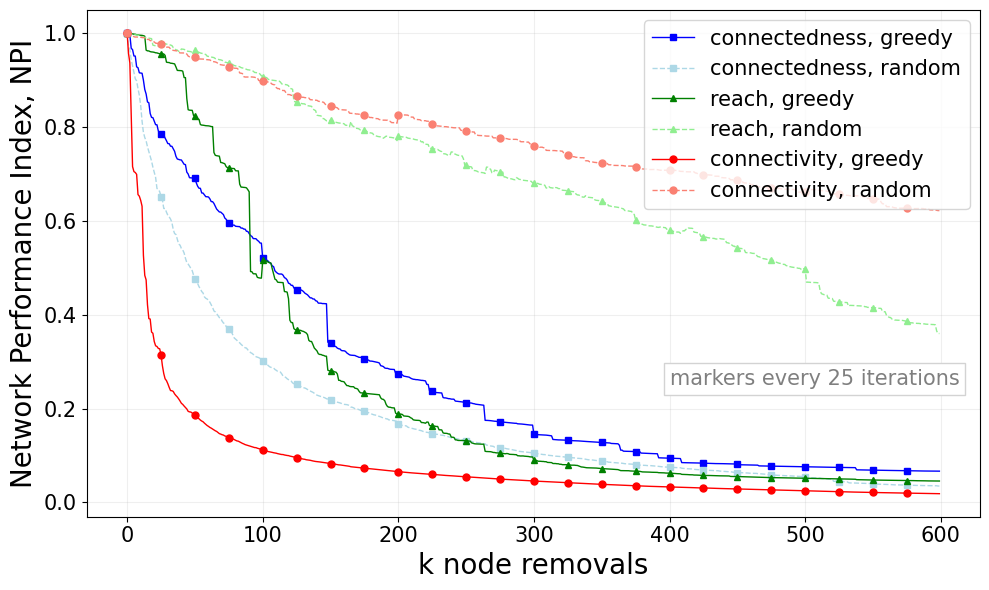 Network Performance Index, NPI
1.0
0.8
0.6
0.4
0.2
0.0
connectedness, greedy
connectedness, random
reach, greedy
reach, random
connectivity, greedy
connectivity, random
markers every 25 iterations
0 100 200 300 400 500 600
k node removals